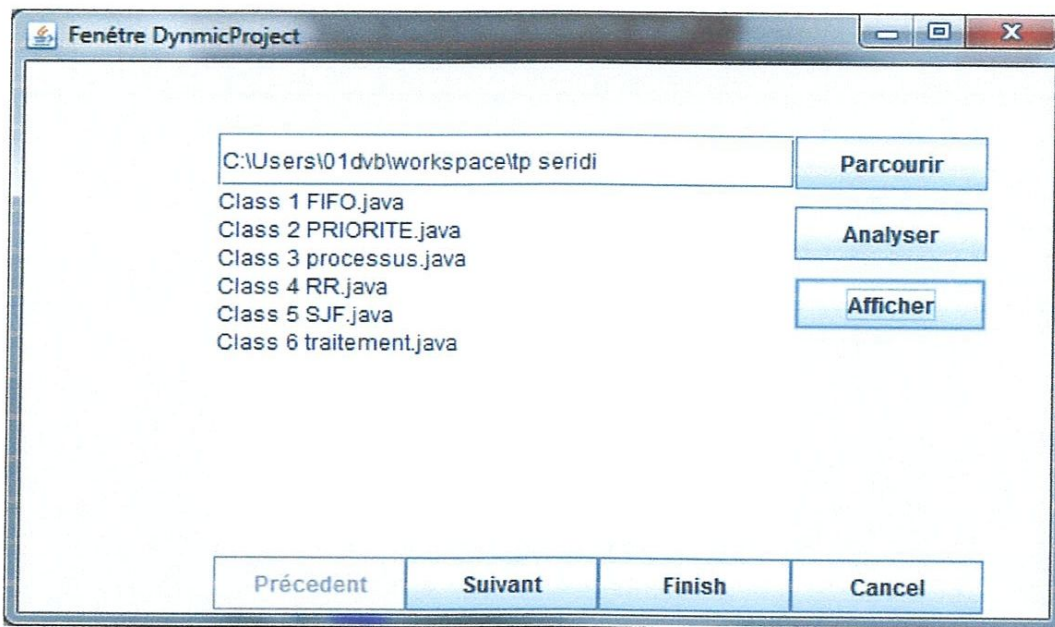 Fenétre DynmicProject
C:\Users\01dvb\workspace\tp seridi
Parcourir
Class 1 FIFO.java
Class 2 PRIORITE.java
Analyser
Class 3 processus.java
Class 4 RR.java
Afficher
Class 5 SJF.java
Class 6 traitement.java
Précedent
Suivant
Finish
Cancel